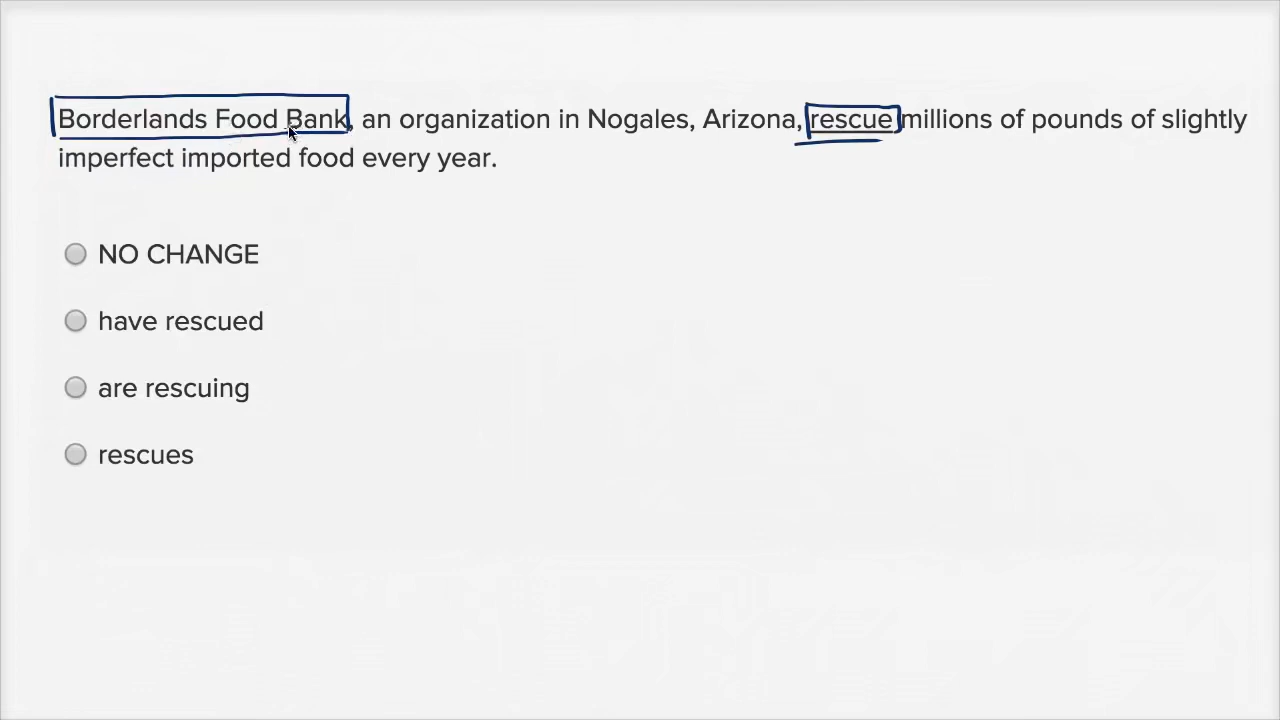 Borderlands Food Bank, an organization in Nogales, Arizona, rescue millions of pounds of slightly
imperfect imported food every year.
NO CHANGE
have rescued
are rescuing
rescues